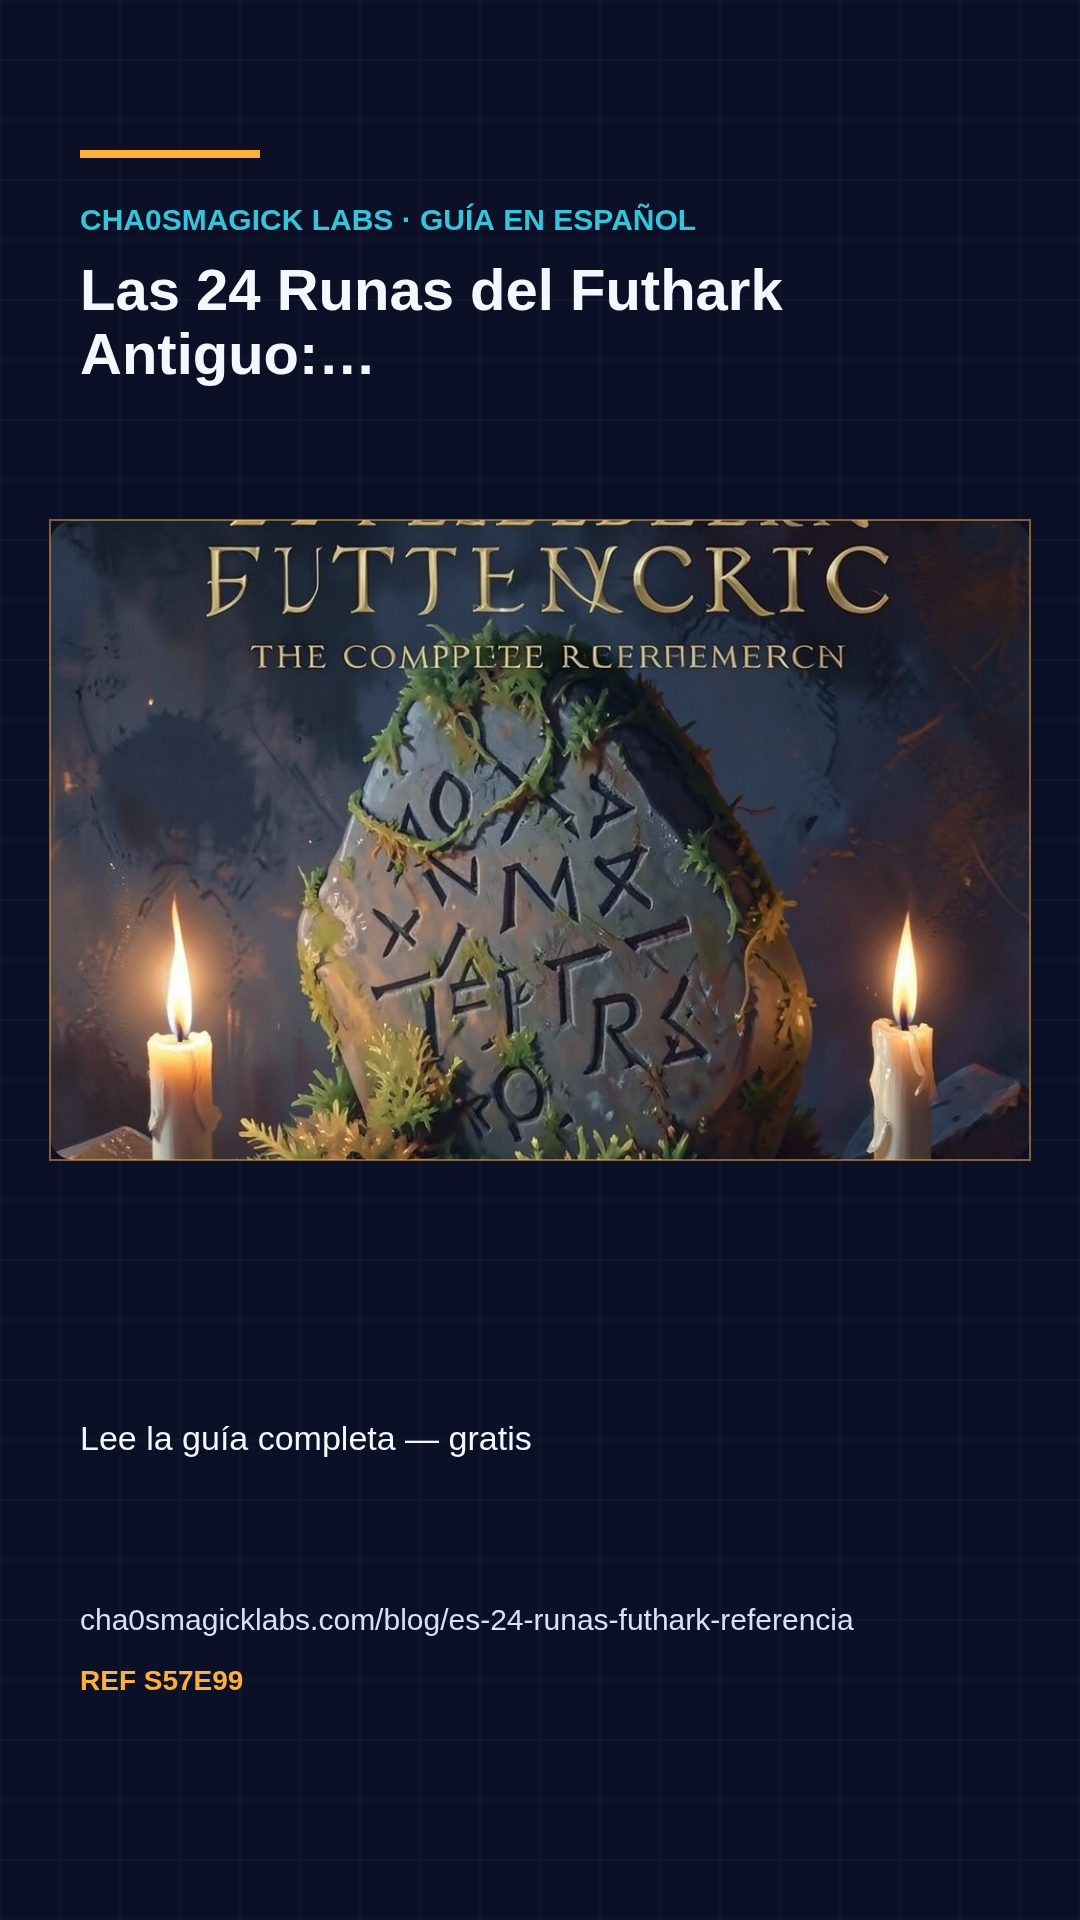 CHA0SMAGICK LABS · GUÍA EN ESPAÑOL
Las 24 Runas del Futhark
Antiguo:…
FUTTENCRIC
THE COMPPLETE RCERHEMERCN
Lee la guía completa — gratis
cha0smagicklabs.com/blog/es-24-runas-futhark-referencia
REF S57E99